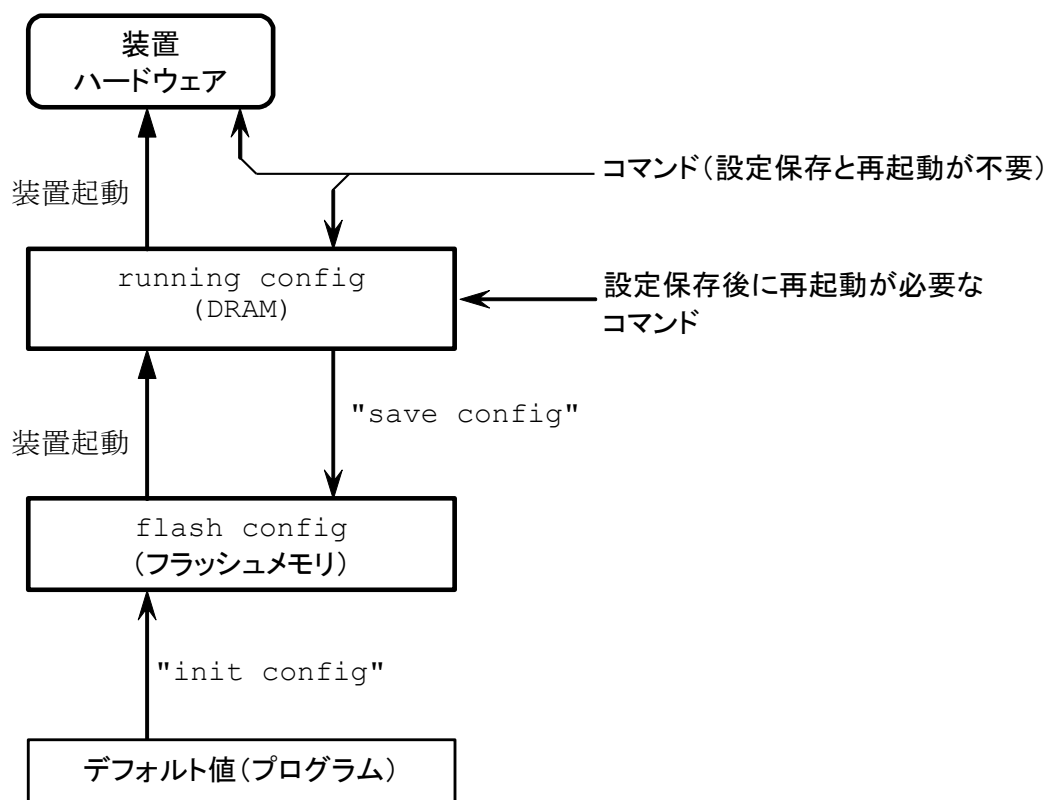 装置
ハードウェア
コマンド（設定保存と再起動が不要）
装置起動
running config
(DRAM)
設定保存後に再起動が必要な
コマンド
"save config"
装置起動
flash config
（フラッシュメモリ）
"init config"
デフォルト値（プログラム）